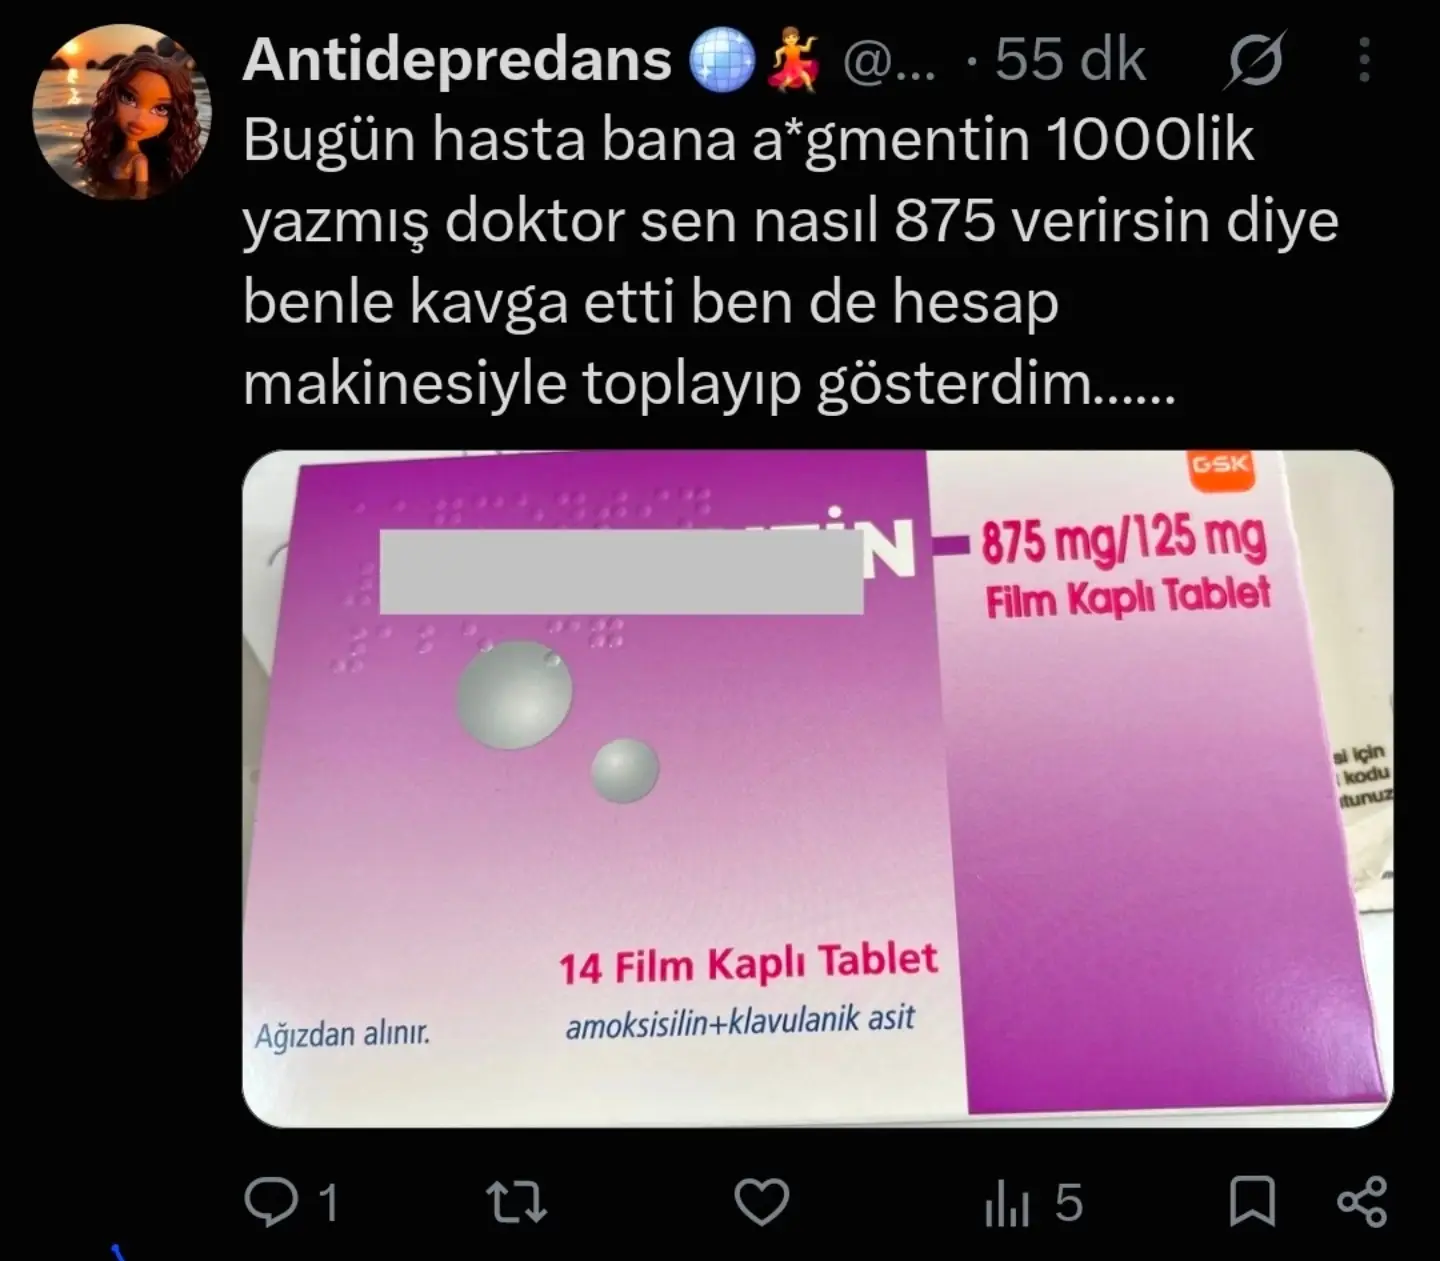 Antidepredans 🪩💃 @... · 55 dk
Bugün hasta bana a*gmentin 1000lik
yazmış doktor sen nasıl 875 verirsin diye
benle kavga etti ben de hesap
makinesiyle toplayıp gösterdim......
GSK
875 mg/125 mg
Film Kaplı Tablet
si için
kodu
14 Film Kaplı Tablet
amoksisilin+klavulanik asit
Ağızdan alınır.
1
5